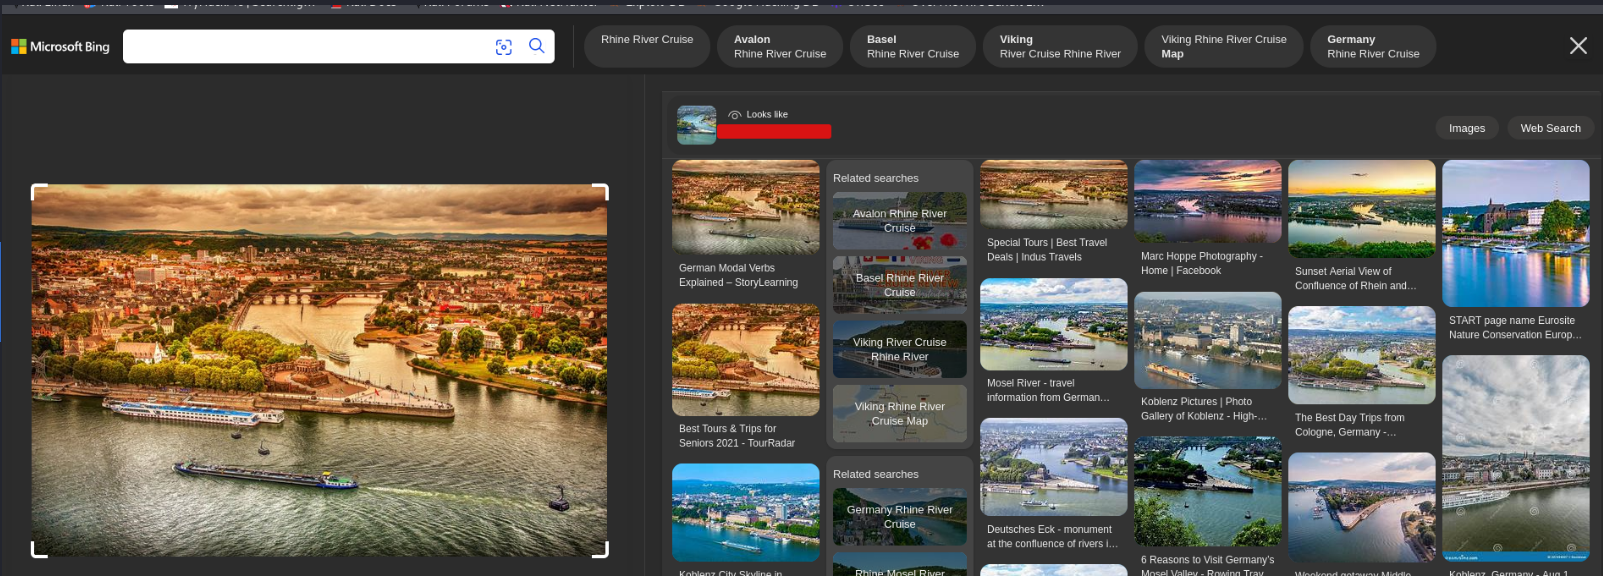 Microsoft Bing
Rhine River Cruise
Avalon
Rhine River Cruise
Basel
Rhine River Cruise
Viking
River Cruise Rhine River
Viking Rhine River Cruise
Map
Germany
Rhine River Cruise
Looks like
Images
Web Search
German Modal Verbs
Explained – StoryLearning
Best Tours & Trips for
Seniors 2021 - TourRadar
Koblenz City Skyline in
Related searches
Avalon Rhine River
Cruise
Basel Rhine River
Cruise
Viking River Cruise
Rhine River
Viking Rhine River
Cruise Map
Related searches
Germany Rhine River
Cruise
Rhine Mosel River
Special Tours | Best Travel
Deals | Indus Travels
Mosel River - travel
information from German...
Deutsches Eck - monument
at the confluence of rivers i...
Marc Hoppe Photography -
Home | Facebook
Koblenz Pictures | Photo
Gallery of Koblenz - High-...
6 Reasons to Visit Germany's
Mosel Valley - Rowing Tray
Sunset Aerial View of
Confluence of Rhein and...
The Best Day Trips from
Cologne, Germany -...
Weekend getaway Middle
START page name Eurosite
Nature Conservation Europ...
Koblenz, Germany - Aug 1